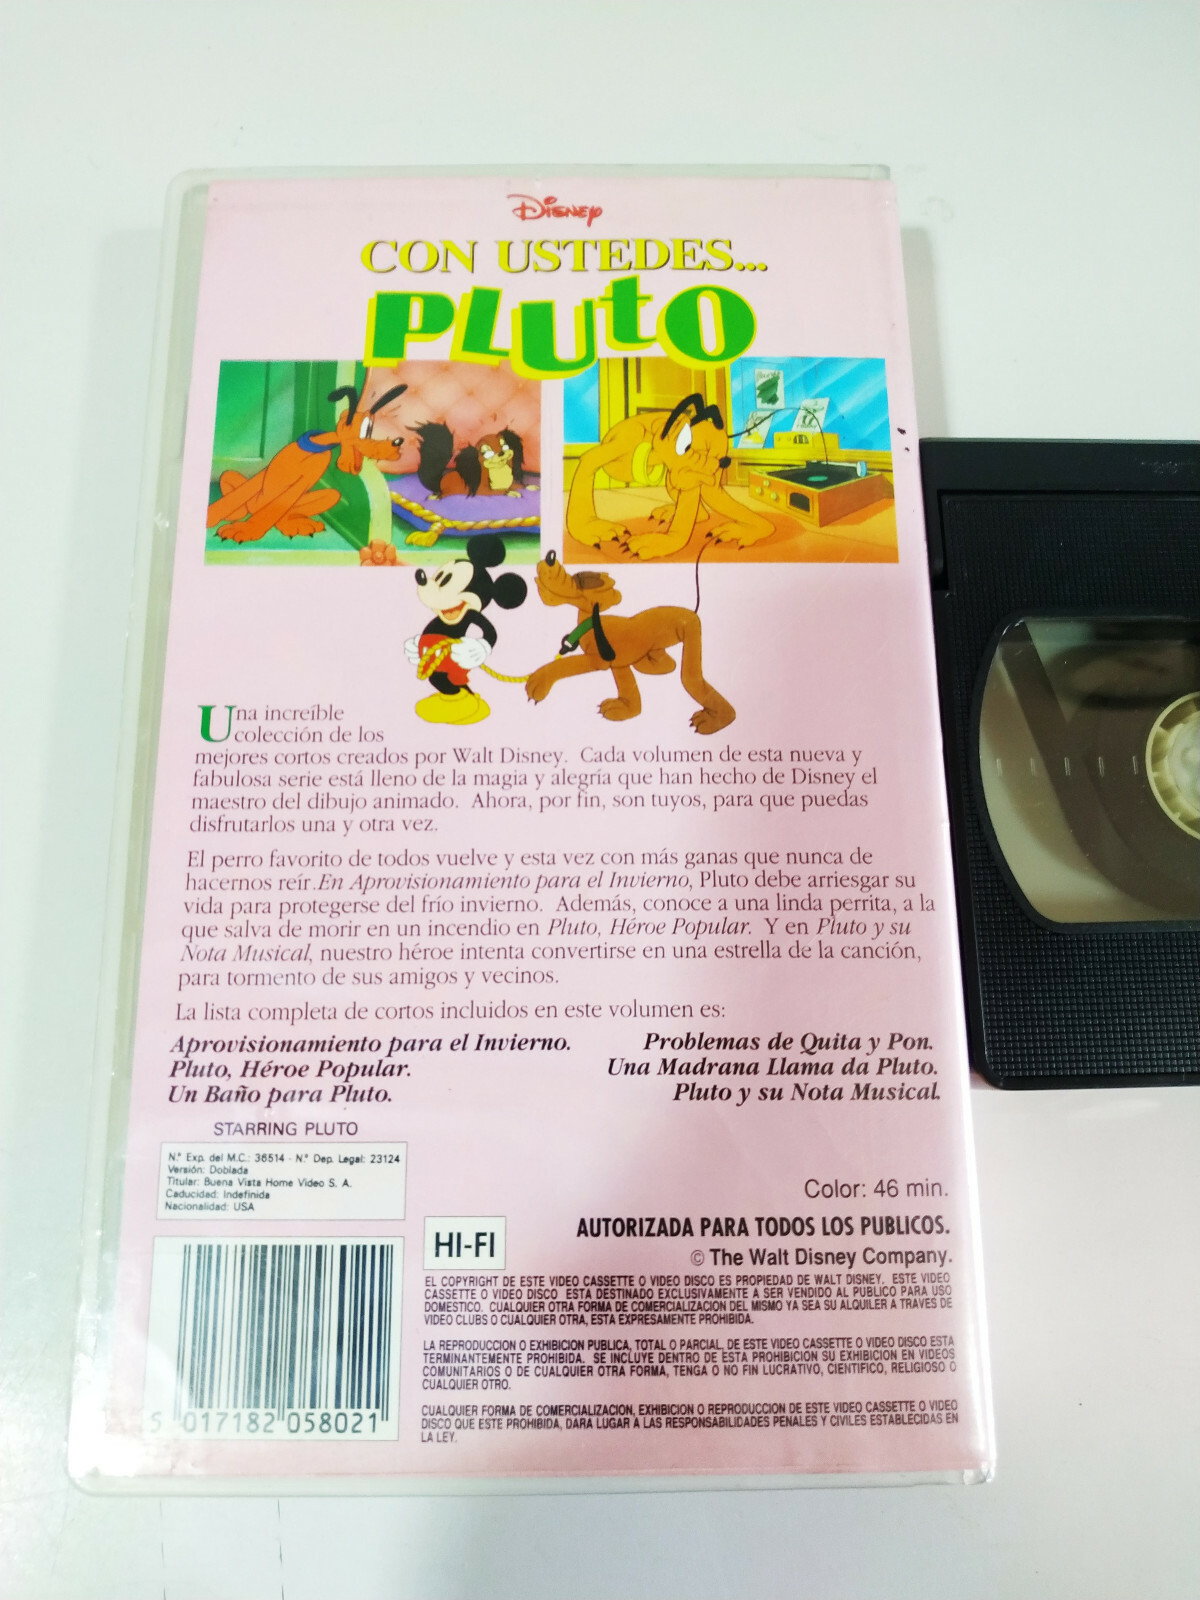 Disney
CON USTEDES...
PLUTO
Una increíble
colección de los
mejores cortos creados por Walt Disney. Cada volumen de esta nueva y
fabulosa serie está lleno de la magia y alegría que han hecho de Disney el
maestro del dibujo animado. Ahora, por fin, son tuyos, para que puedas
disfrutarlos una y otra vez.
El perro favorito de todos vuelve y esta vez con más ganas que nunca de
hacernos reír.En Aprovisionamiento para el Invierno, Pluto debe arriesgar su
vida para protegerse del frío invierno. Además, conoce a una linda perrita, a la
que salva de morir en un incendio en Pluto, Héroe Popular. Y en Pluto y su
Nota Musical, nuestro héroe intenta convertirse en una estrella de la canción,
para tormento de sus amigos y vecinos.
La lista completa de cortos incluidos en este volumen es:
Aprovisionamiento para el Invierno.
Pluto, Héroe Popular.
Un Baño para Pluto.
Problemas de Quita y Pon.
Una Madrana Llama da Pluto.
Pluto y su Nota Musical.
STARRING PLUTO
N.º Exp. del M.C.: 36514 - N.º Dep. Legal: 23124
Versión: Doblada
Titular: Buena Vista Home Video S. A.
Caducidad: Indefinida
Nacionalidad: USA
Color: 46 min.
AUTORIZADA PARA TODOS LOS PUBLICOS.
© The Walt Disney Company.
HI-FI
EL COPYRIGHT DE ESTE VIDEO CASSETTE O VIDEO DISCO ES PROPIEDAD DE WALT DISNEY. ESTE VIDEO
CASSETTE O VIDEO DISCO ESTA DESTINADO EXCLUSIVAMENTE A SER VENDIDO AL PUBLICO PARA USO
DOMESTICO. CUALQUIER OTRA FORMA DE COMERCIALIZACION DEL MISMO YA SEA SU ALQUILER A TRAVES DE
VIDEO CLUBS O CUALQUIER OTRA, ESTA EXPRESAMENTE PROHIBIDA.
LA REPRODUCCION O EXHIBICION PUBLICA, TOTAL O PARCIAL, DE ESTE VIDEO CASSETTE O VIDEO DISCO ESTA
TERMINANTEMENTE PROHIBIDA. SE INCLUYE DENTRO DE ESTA PROHIBICION SU EXHIBICION EN VIDEOS
COMUNITARIOS O DE CUALQUIER OTRA FORMA, TENGA O NO FIN LUCRATIVO, CIENTIFICO, RELIGIOSO O
CUALQUIER OTRO.
CUALQUIER FORMA DE COMERCIALIZACION, EXHIBICION O REPRODUCCION DE ESTE VIDEO CASSETTE O VIDEO
DISCO QUE ESTE PROHIBIDA, DARA LUGAR A LAS RESPONSABILIDADES PENALES Y CIVILES ESTABLECIDAS EN
LA LEY.
5 017182 058021